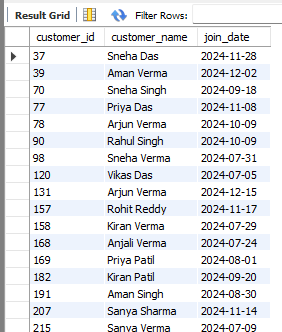 Result Grid Filter Rows:
customer_id customer_name join_date
37 Sneha Das 2024-11-28
39 Aman Verma 2024-12-02
70 Sneha Singh 2024-09-18
77 Priya Das 2024-11-08
78 Arjun Verma 2024-10-09
90 Rahul Singh 2024-10-09
98 Sneha Verma 2024-07-31
120 Vikas Das 2024-07-05
131 Arjun Verma 2024-12-15
157 Rohit Reddy 2024-11-17
158 Kiran Verma 2024-07-29
168 Anjali Verma 2024-07-24
169 Priya Patil 2024-08-01
182 Kiran Patil 2024-09-20
191 Aman Singh 2024-08-30
207 Sanya Sharma 2024-11-14
215 Sanya Verma 2024-07-09